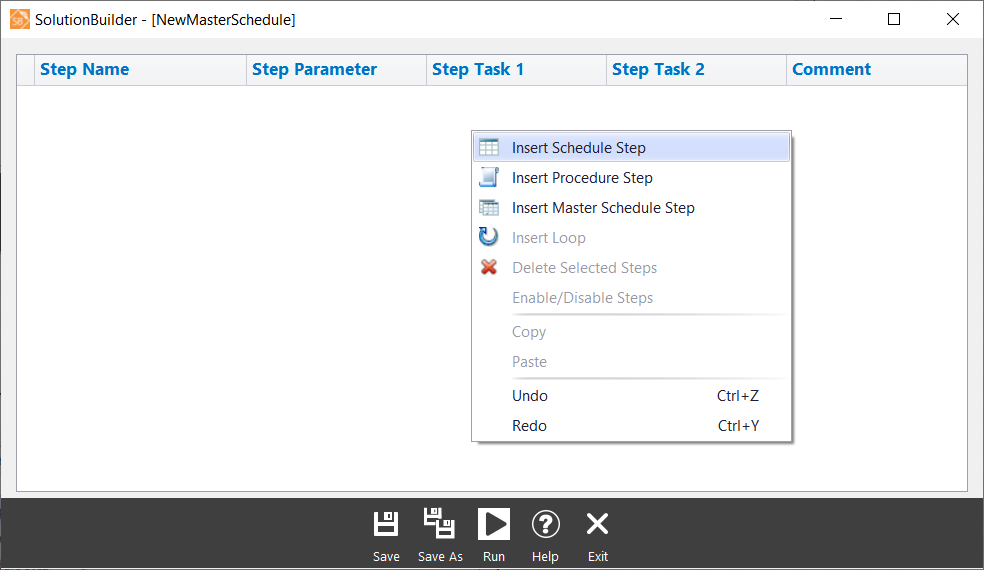 SolutionBuilder - [NewMasterSchedule]
Step Name Step Parameter Step Task 1 Step Task 2 Comment
Insert Schedule Step
Insert Procedure Step
Insert Master Schedule Step
Insert Loop
Delete Selected Steps
Enable/Disable Steps
Copy
Paste
Undo Ctrl+Z
Redo Ctrl+Y
Save Save As Run Help Exit